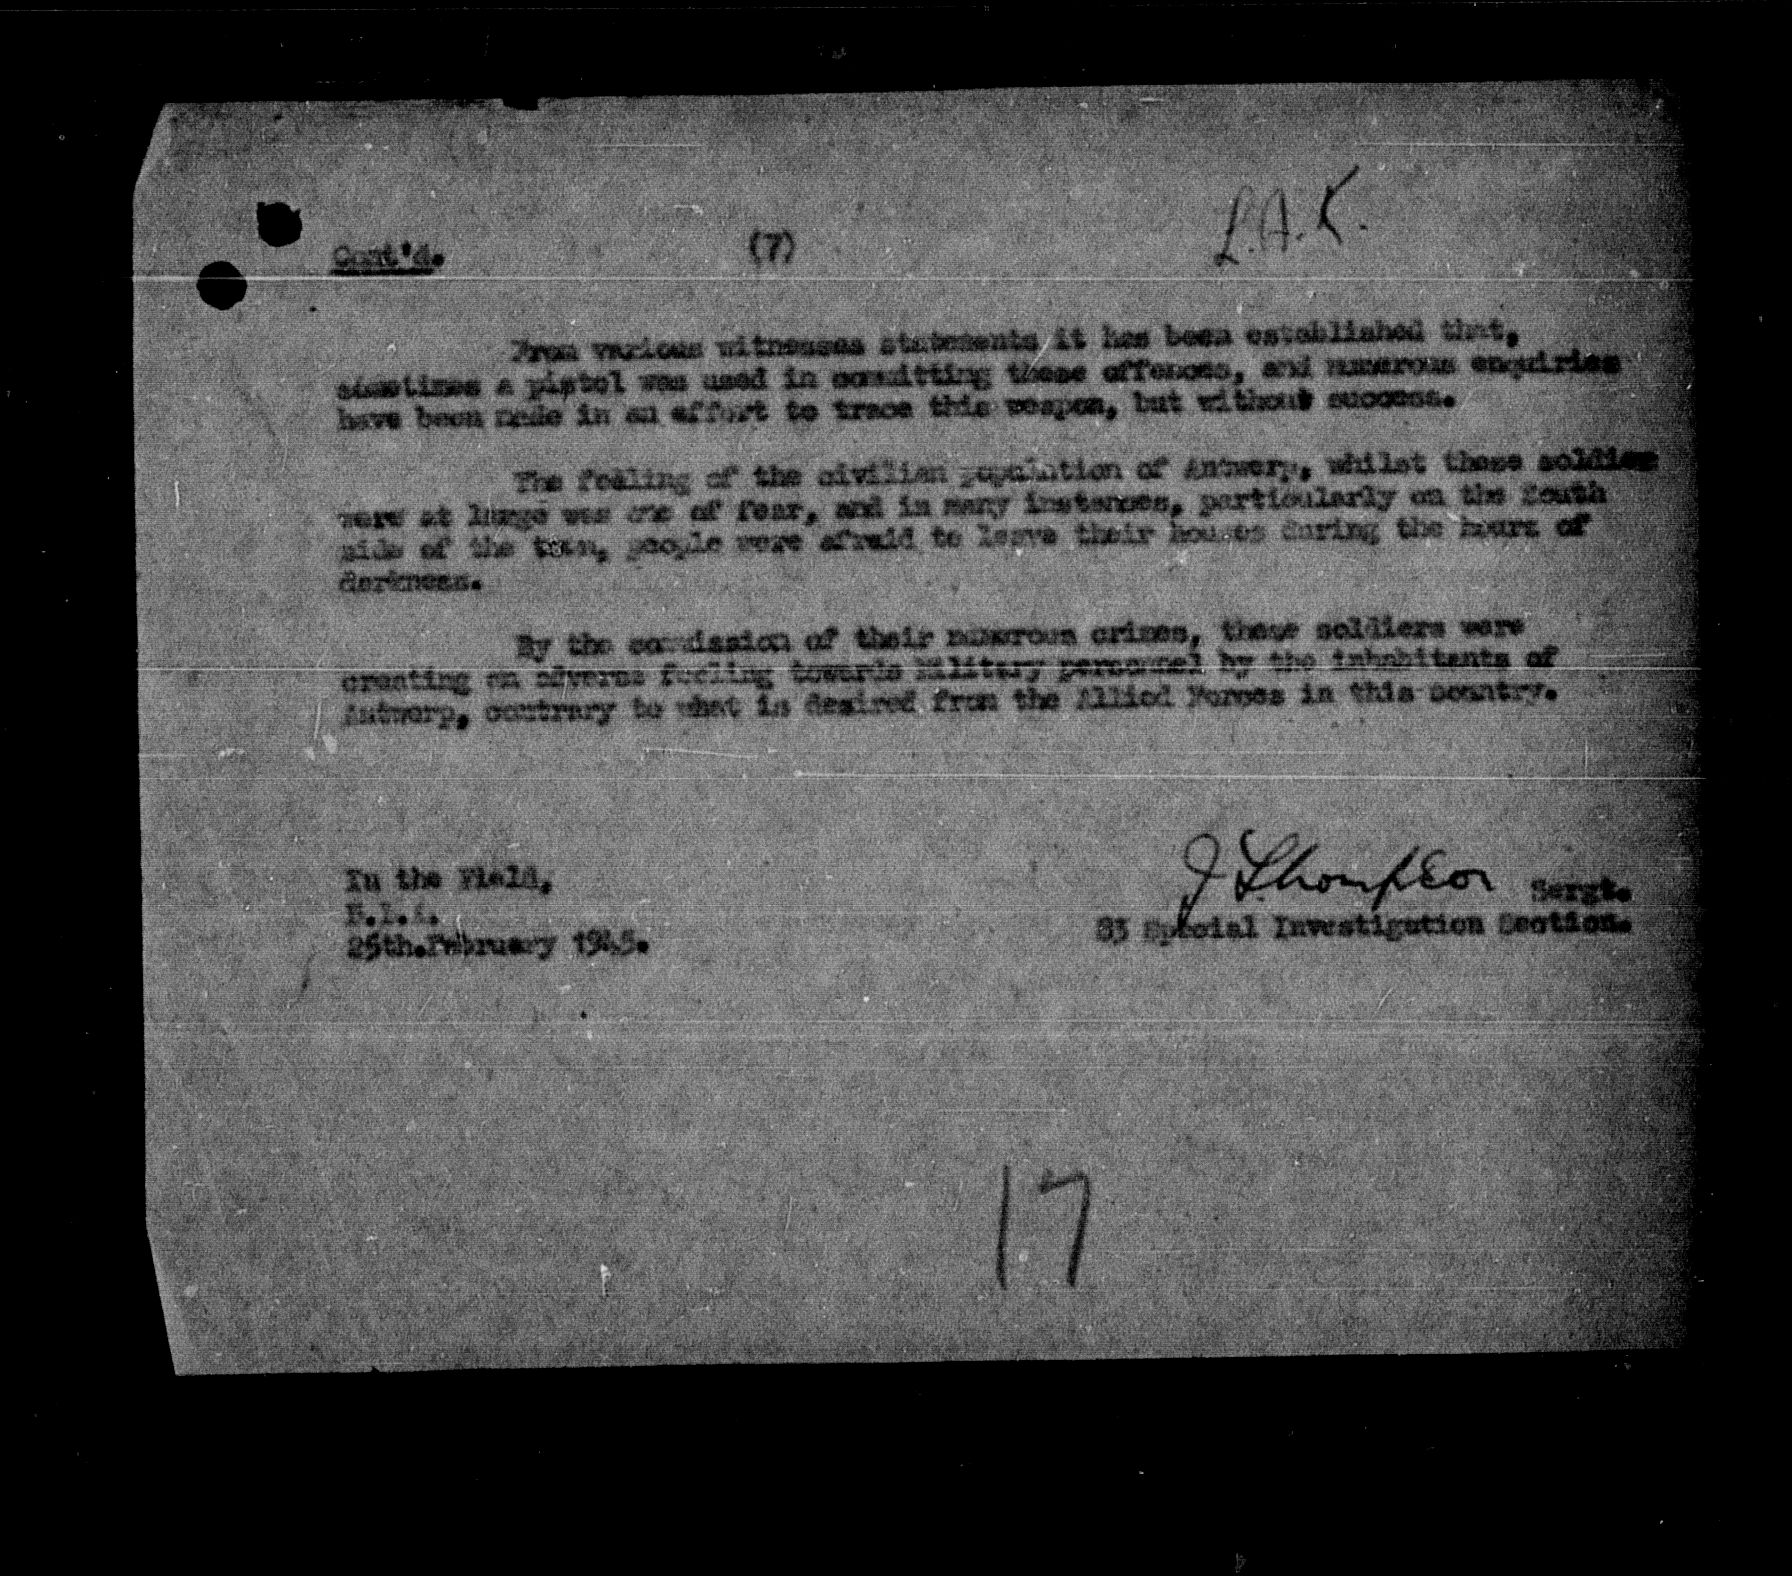 Cont'd. (7) L.A.K.
From various witnesses statements it has been established that,
sometimes a pistol was used in committing these offences, and numerous enquiries
have been made in an effort to trace this weapon, but without success.
The feeling of the civilian population of Antwerp, whilst these soldiers
were at large was one of fear, and in many instances, particularly on the South
side of the town, people were afraid to leave their houses during the hours of
darkness.
By the commission of their numerous crimes, these soldiers were
creating an adverse feeling towards Military personnel by the inhabitants of
Antwerp, contrary to what is desired from the Allied Forces in this country.
In the Field,
B.L.A.
25th.February 1945.
J Thompson Sergt.
83 Special Investigation Section.
17